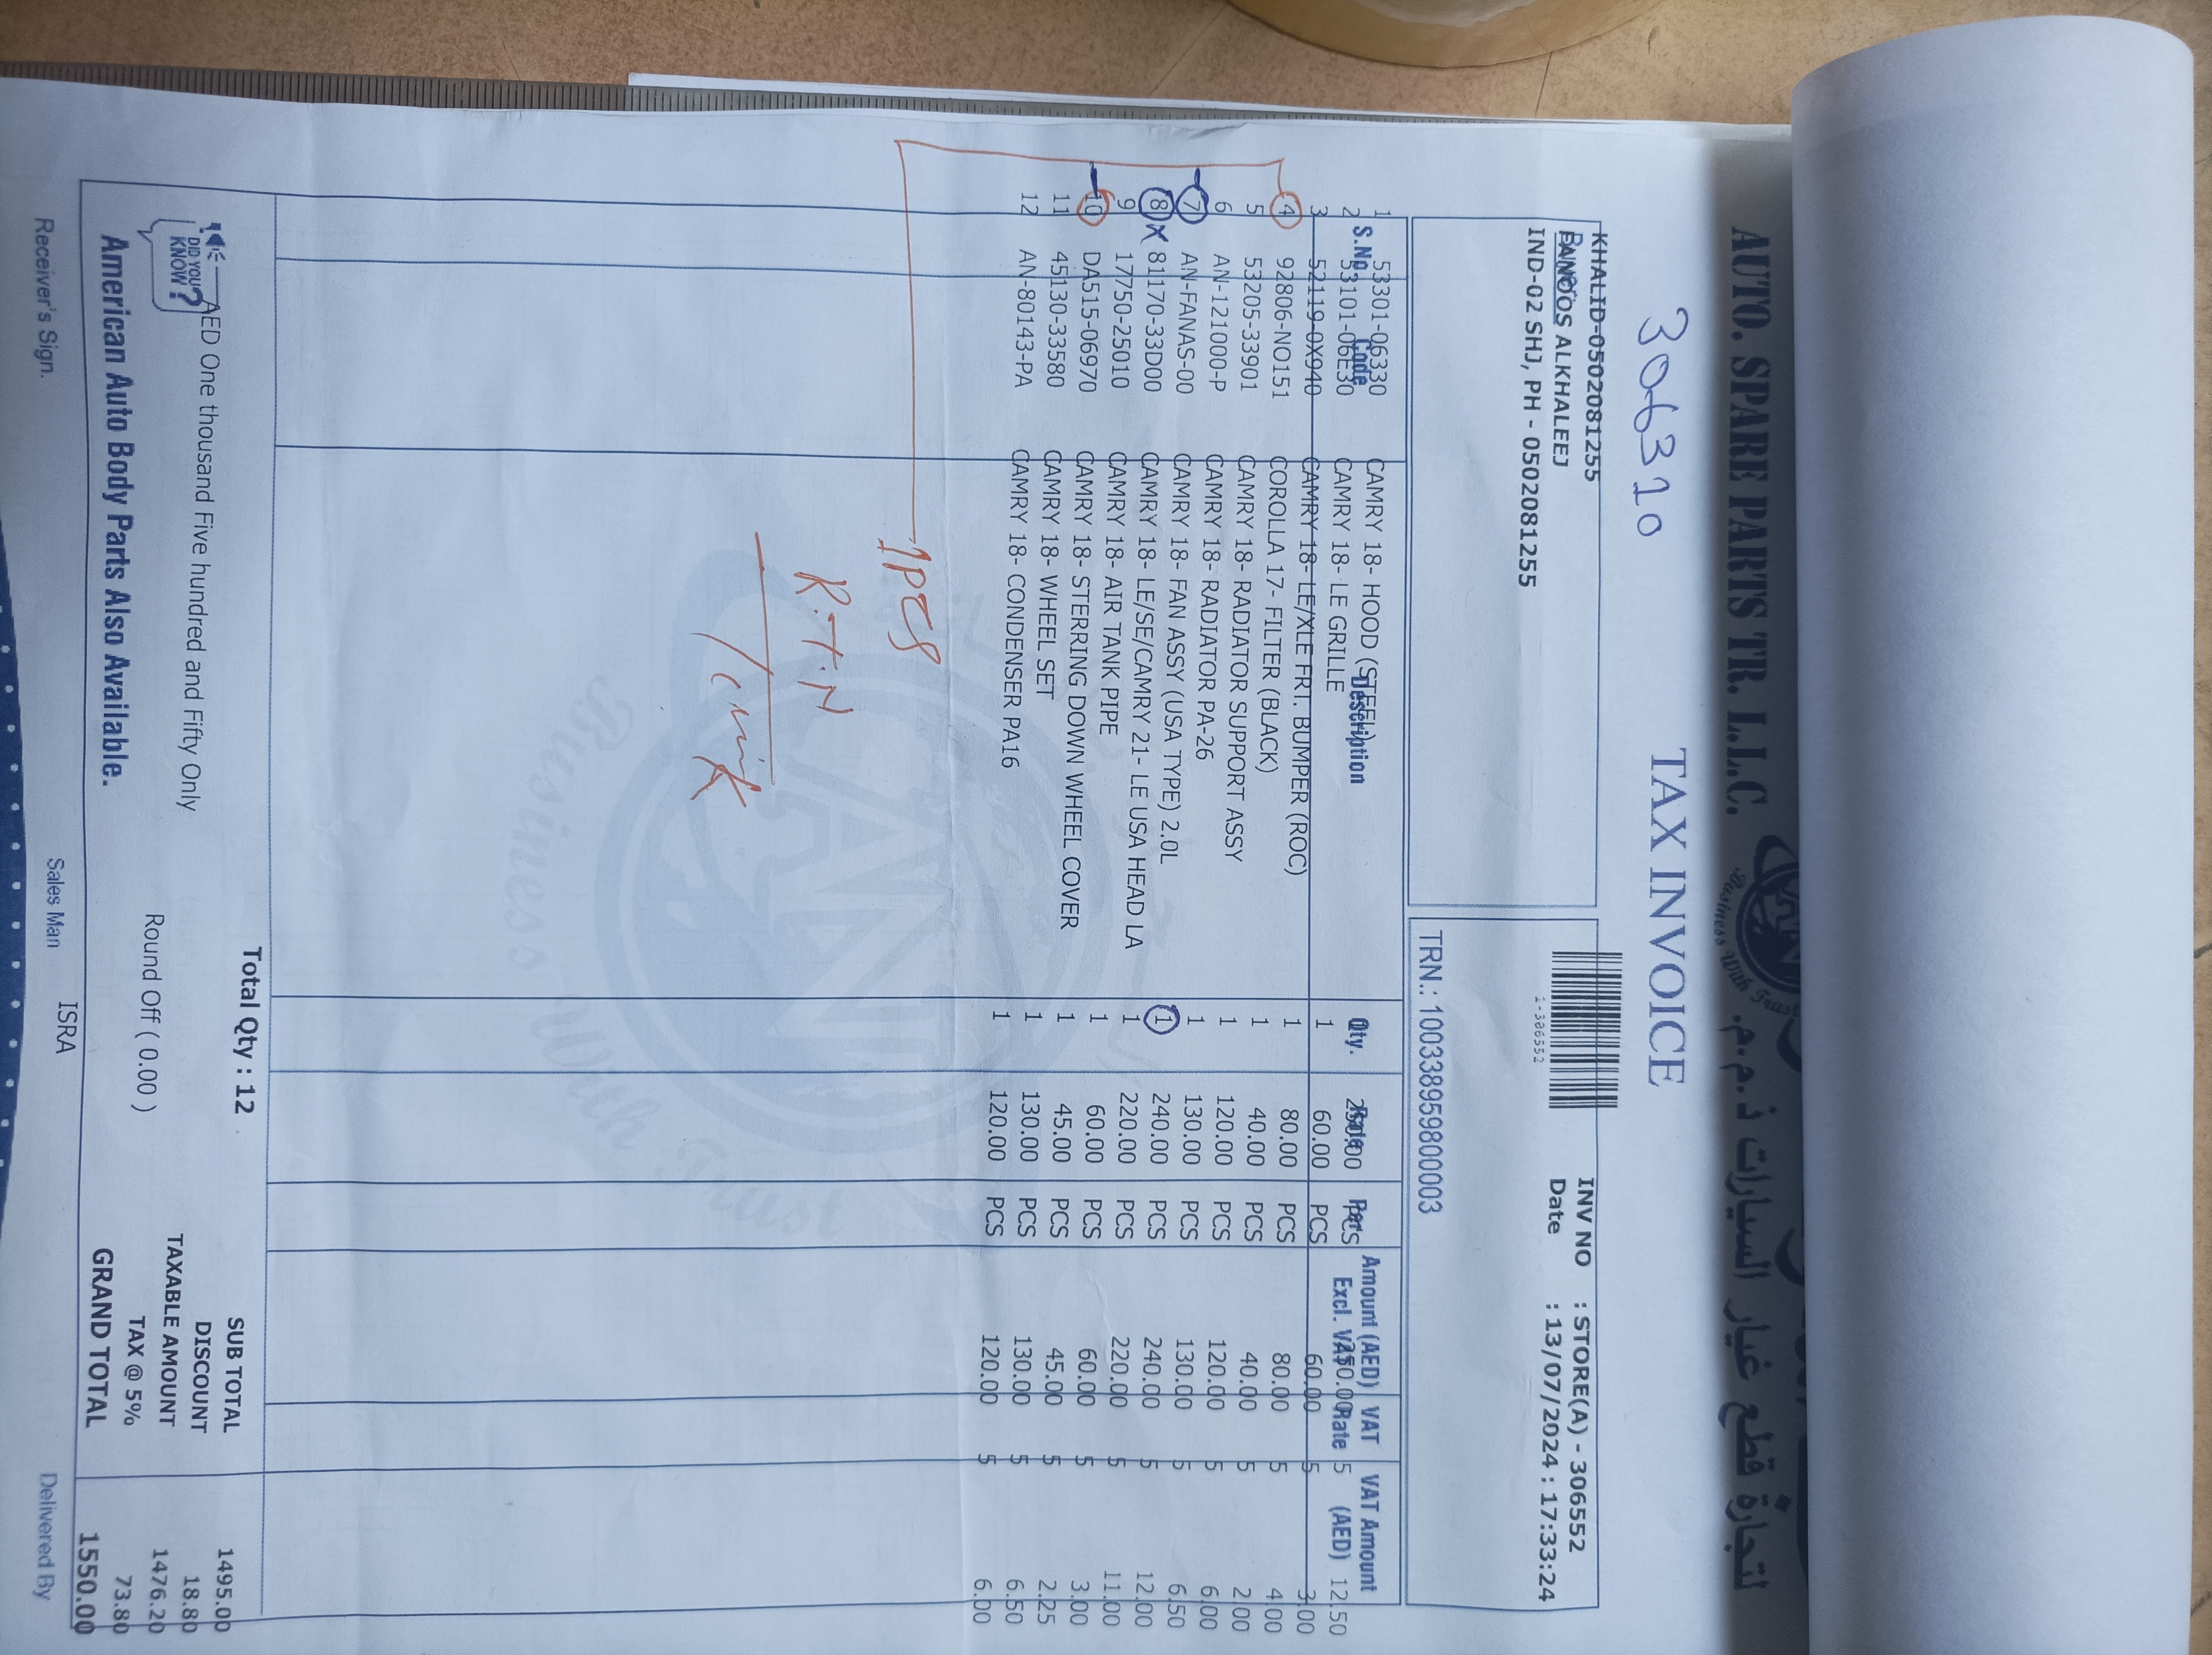 AUTO. SPARE PARTS TR. L.L.C. لتجارة قطع غيار السيارات ذ.م.م.
Business With Trust
306310
TAX INVOICE
KHALID-0502081255
FANOOS ALKHALEEJ
IND-02 SHJ, PH - 0502081255
1-306552
INV NO : STORE(A) - 306552
Date : 13/07/2024 : 17:33:24
TRN.: 100338959800003
S.No Code Description Qty. Rate Per Amount (AED) Excl. VAT VAT Rate VAT Amount (AED)
1 53301-06330 CAMRY 18- HOOD (STEEL) 1 250.00 PCS 250.00 5 12.50
2 53101-06E30 CAMRY 18- LE GRILLE 1 60.00 PCS 60.00 5 3.00
3 52119-0X940 CAMRY 18- LE/XLE FRT. BUMPER (ROC) 1 80.00 PCS 80.00 5 4.00
4 92806-NO151 COROLLA 17- FILTER (BLACK) 1 40.00 PCS 40.00 5 2.00
5 53205-33901 CAMRY 18- RADIATOR SUPPORT ASSY 1 120.00 PCS 120.00 5 6.00
6 AN-121000-P CAMRY 18- RADIATOR PA-26 1 130.00 PCS 130.00 5 6.50
7 AN-FANAS-00 CAMRY 18- FAN ASSY (USA TYPE) 2.0L 1 240.00 PCS 240.00 5 12.00
8 X 81170-33D00 CAMRY 18- LE/SE/CAMRY 21- LE USA HEAD LA 1 220.00 PCS 220.00 5 11.00
9 17750-25010 CAMRY 18- AIR TANK PIPE 1 60.00 PCS 60.00 5 3.00
10 DA515-06970 CAMRY 18- STERRING DOWN WHEEL COVER 1 45.00 PCS 45.00 5 2.25
11 45130-33580 CAMRY 18- WHEEL SET 1 130.00 PCS 130.00 5 6.50
12 AN-80143-PA CAMRY 18- CONDENSER PA16 1 120.00 PCS 120.00 5 6.00
1PCS
R.T.N
Business With Trust
Total Qty : 12
SUB TOTAL 1495.00
DISCOUNT 18.80
TAXABLE AMOUNT 1476.20
TAX @ 5% 73.80
GRAND TOTAL 1550.00
AED One thousand Five hundred and Fifty Only
Round Off ( 0.00 )
DID YOU KNOW?
American Auto Body Parts Also Available.
Receiver's Sign.
Sales Man ISRA
Delivered By